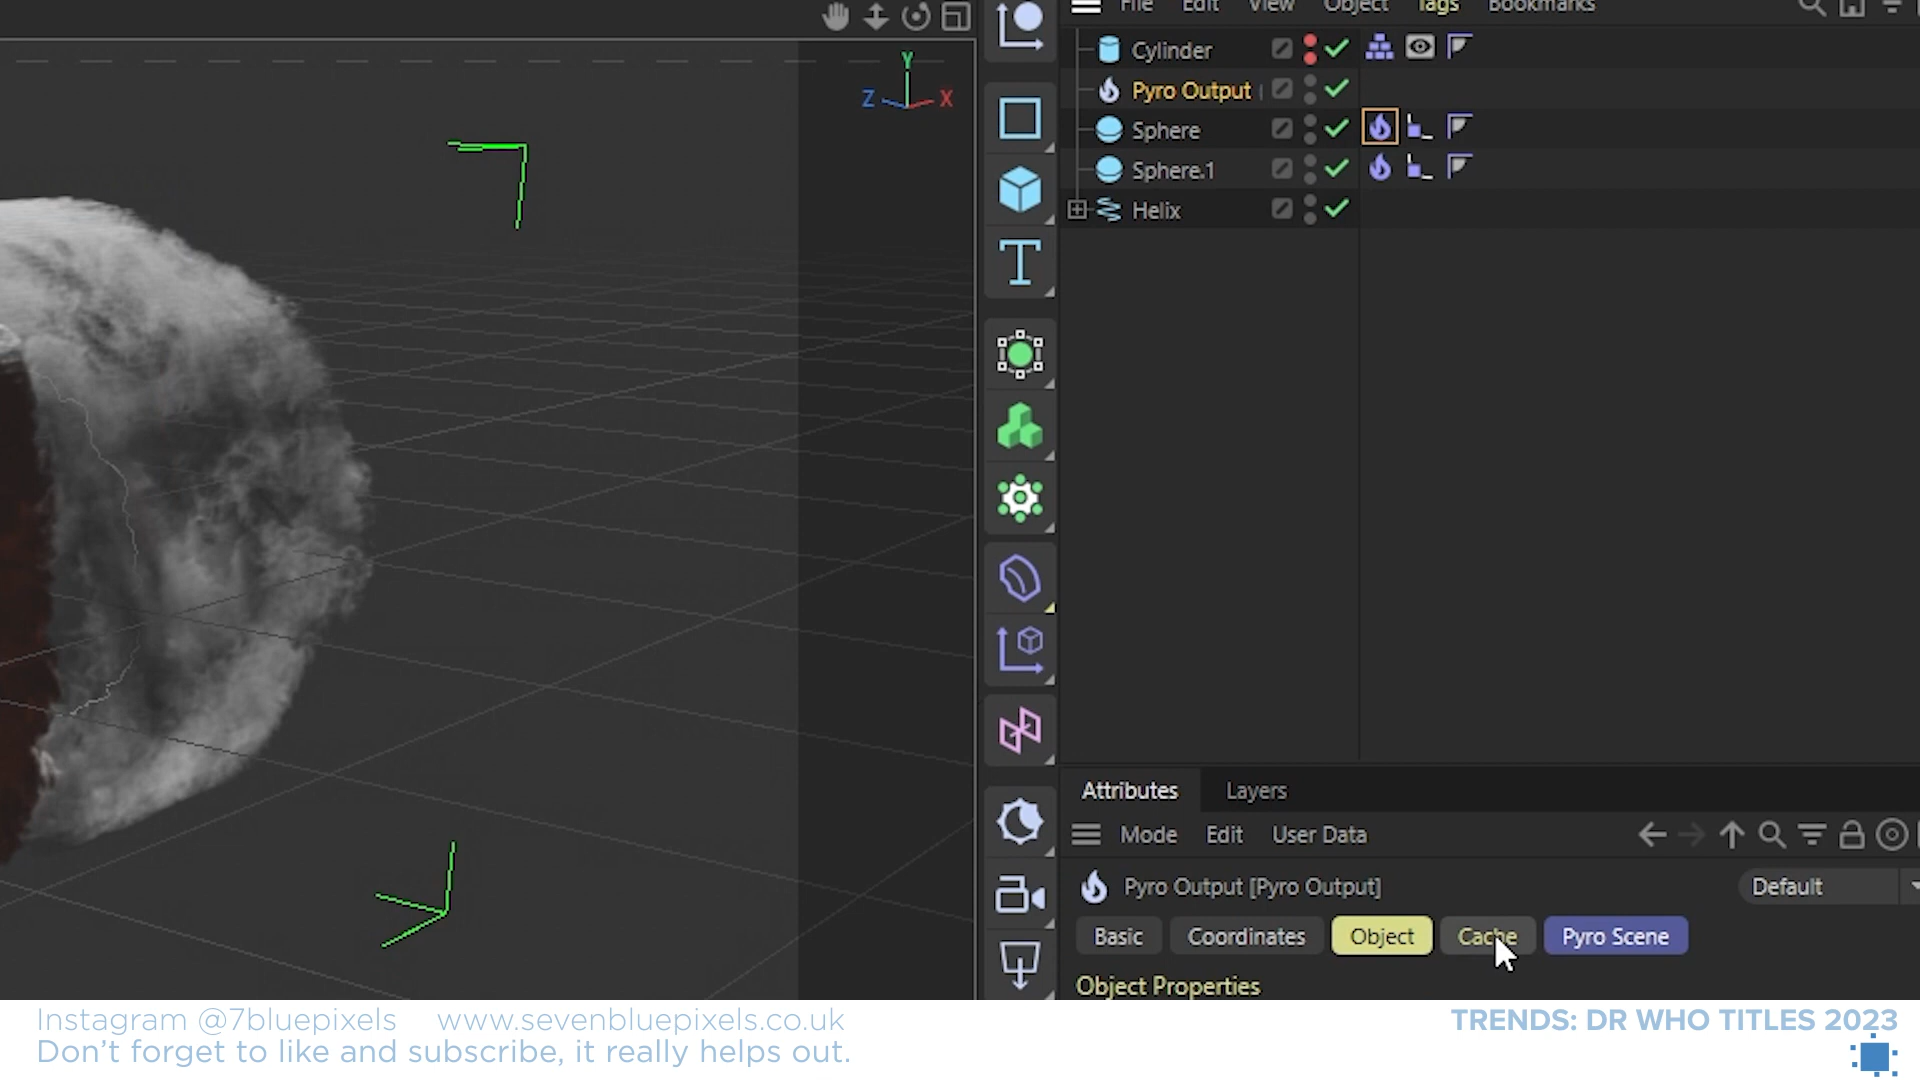 File Edit View Object Tags Bookmarks
Y
Z X
Cylinder
Pyro Output
Sphere
Sphere.1
Helix
Attributes Layers
Mode Edit User Data
Pyro Output [Pyro Output]
Default
Basic Coordinates Object Cache Pyro Scene
Object Properties
Instagram @7bluepixels www.sevenbluepixels.co.uk
TRENDS: DR WHO TITLES 2023
Don't forget to like and subscribe, it really helps out.